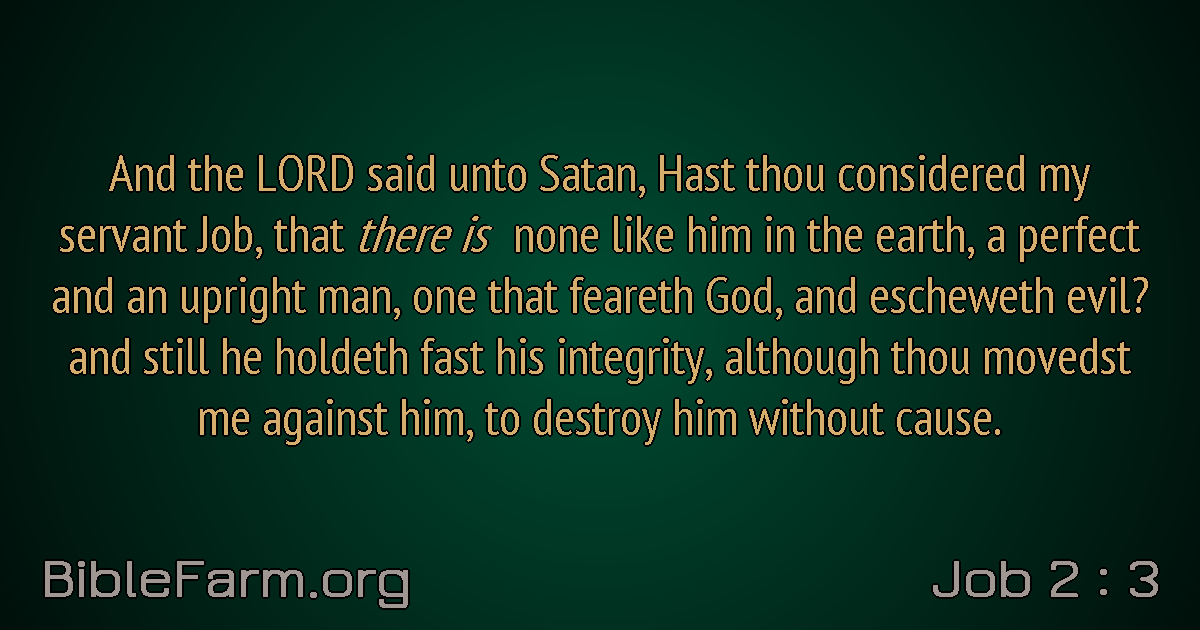 And the LORD said unto Satan, Hast thou considered my
servant Job, that there is none like him in the earth, a perfect
and an upright man, one that feareth God, and escheweth evil?
and still he holdeth fast his integrity, although thou movedst
me against him, to destroy him without cause.
BibleFarm.org
Job 2 : 3